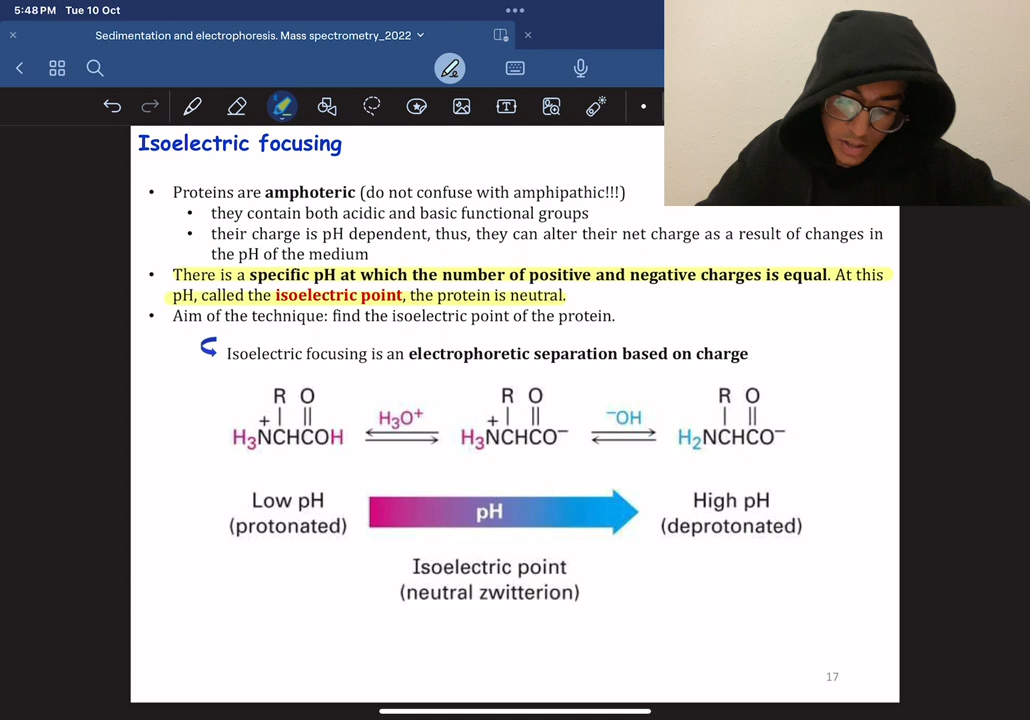 5:48 PM Tue 10 Oct
Sedimentation and electrophoresis. Mass spectrometry_2022
Isoelectric focusing
• Proteins are amphoteric (do not confuse with amphipathic!!!)
• they contain both acidic and basic functional groups
• their charge is pH dependent, thus, they can alter their net charge as a result of changes in
the pH of the medium
• There is a specific pH at which the number of positive and negative charges is equal. At this
pH, called the isoelectric point, the protein is neutral.
• Aim of the technique: find the isoelectric point of the protein.
Isoelectric focusing is an electrophoretic separation based on charge
R O R O R O
+ H₃O⁺ + ⁻OH
H₃NCHCOH H₃NCHCO⁻ H₂NCHCO⁻
Low pH pH High pH
(protonated) (deprotonated)
Isoelectric point
(neutral zwitterion)
17